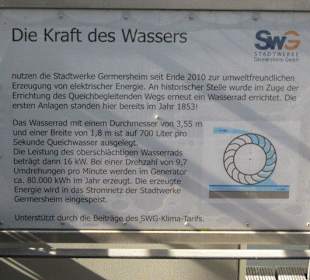 Die Kraft des Wassers
SWG
STADTWERKE
Germersheim GmbH
nutzen die Stadtwerke Germersheim seit Ende 2010 zur umweltfreundlichen
Erzeugung von elektrischer Energie. An historischer Stelle wurde im Zuge der
Errichtung des Queichbegleitenden Wegs erneut ein Wasserrad errichtet. Die
ersten Anlagen standen hier bereits im Jahr 1853!
Das Wasserrad mit einem Durchmesser von 3,55 m
und einer Breite von 1,8 m ist auf 700 Liter pro
Sekunde Queichwasser ausgelegt.
Die Leistung des oberschlächtigen Wasserrads
beträgt dann 16 kW. Bei einer Drehzahl von 9,7
Umdrehungen pro Minute werden im Generator
ca. 80.000 kWh im Jahr erzeugt. Die erzeugte
Energie wird in das Stromnetz der Stadtwerke
Germersheim eingespeist.
Unterstützt durch die Beiträge des SWG-Klima-Tarifs.